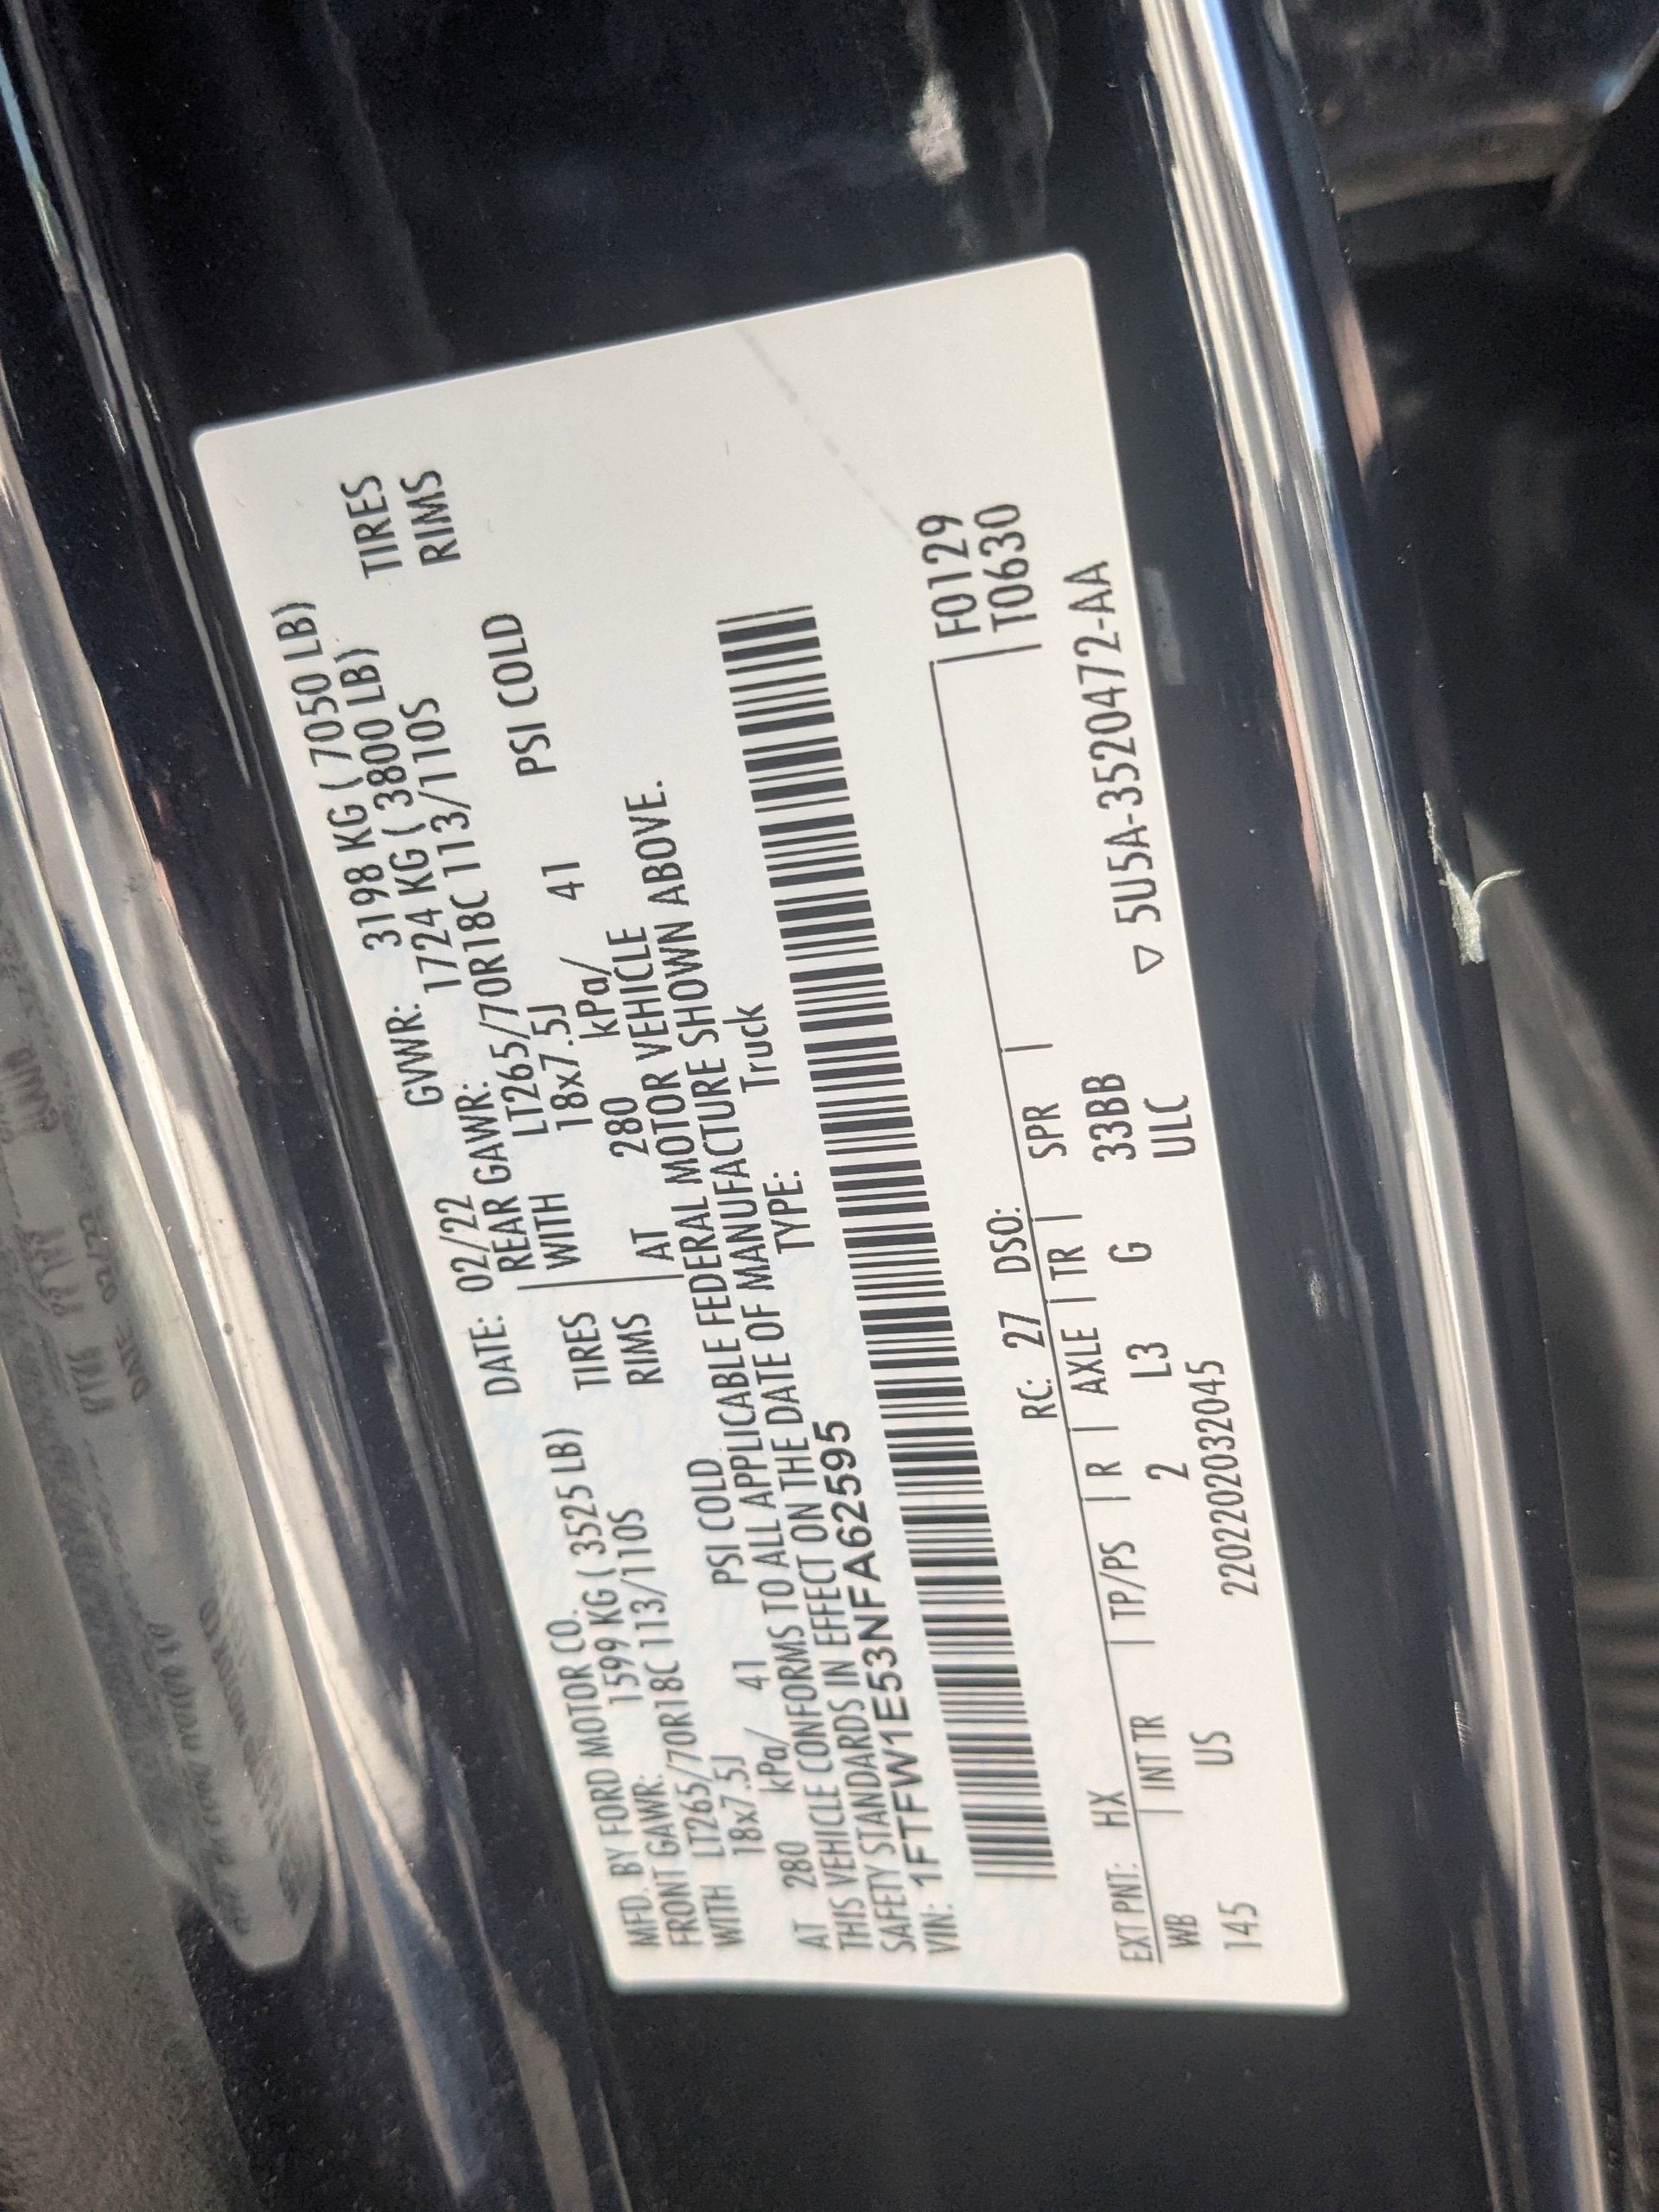 MFD. BY FORD MOTOR CO. DATE: 02/22 GVWR: 3198 KG ( 7050 LB)
FRONT GAWR: 1599 KG ( 3525 LB) REAR GAWR: 1724 KG ( 3800 LB)
WITH LT265/70R18C 113/110S TIRES WITH LT265/70R18C 113/110S TIRES
18x7.5J RIMS 18x7.5J RIMS
AT 280 kPa/ 41 PSI COLD AT 280 kPa/ 41 PSI COLD
THIS VEHICLE CONFORMS TO ALL APPLICABLE FEDERAL MOTOR VEHICLE
SAFETY STANDARDS IN EFFECT ON THE DATE OF MANUFACTURE SHOWN ABOVE.
VIN: 1FTFW1E53NFA62595 TYPE: Truck
F0129
T0630
EXT PNT: HX RC: 27 DSO:
WB INT TR TP/PS R AXLE TR SPR
145 US 2 L3 G 33BB
ULC
2202202032045
▽ 5U5A-3520472-AA